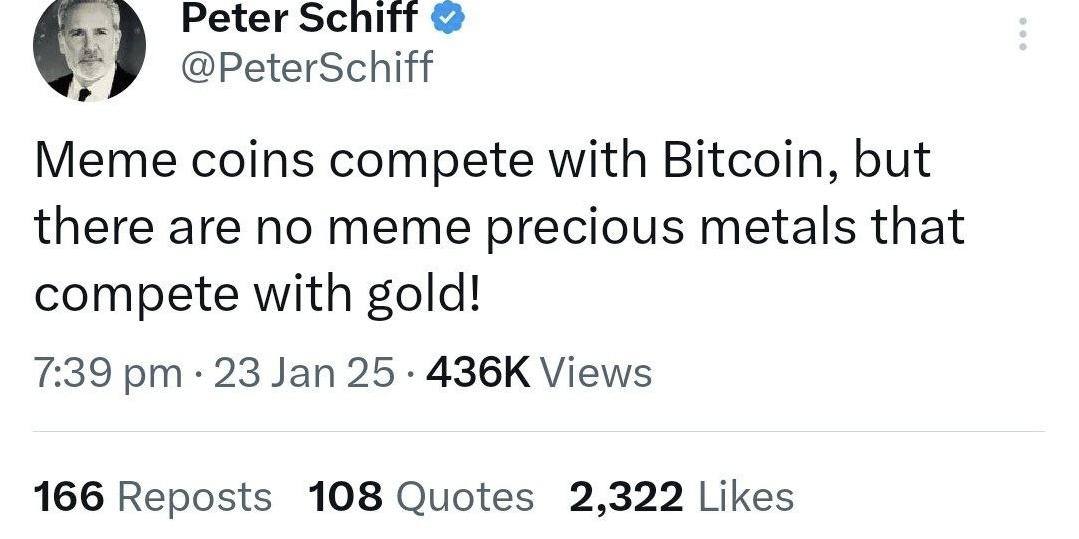 Peter Schiff
@PeterSchiff
Meme coins compete with Bitcoin, but
there are no meme precious metals that
compete with gold!
7:39 pm · 23 Jan 25 · 436K Views
166 Reposts 108 Quotes 2,322 Likes